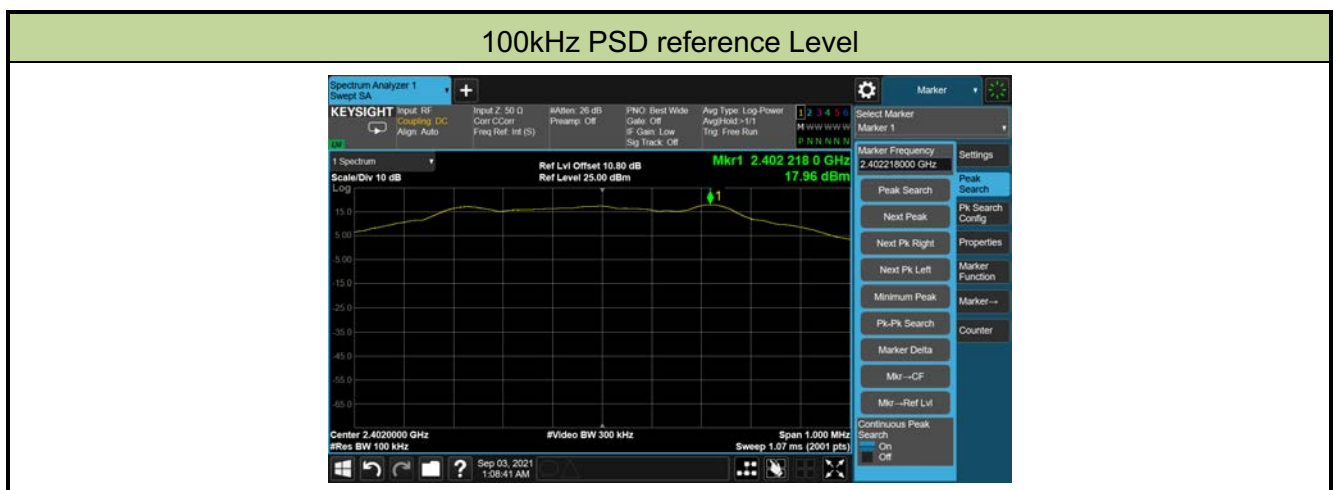 100kHz PSD reference Level
Spectrum Analyzer 1
Swept SA
Marker
KEYSIGHT
Input: RF
Coupling: DC
Align: Auto
Input Z: 50 Ω
Corr CCorr
Freq Ref: Int (S)
#Atten: 26 dB
Preamp: Off
PNO: Best Wide
Gate: Off
IF Gain: Low
Sig Track: Off
Avg Type: Log-Power
Avg|Hold:>1/1
Trig: Free Run
1 2 3 4 5 6
M W W W W W
P N N N N N
Select Marker
Marker 1
LXI
1 Spectrum
Scale/Div 10 dB
Ref Lvl Offset 10.80 dB
Ref Level 25.00 dBm
Mkr1 2.402 218 0 GHz
17.96 dBm
Log
1
15.0
5.00
-5.00
-15.0
-25.0
-35.0
-45.0
-55.0
-65.0
Center 2.4020000 GHz
#Res BW 100 kHz
#Video BW 300 kHz
Span 1.000 MHz
Sweep 1.07 ms (2001 pts)
Marker Frequency
2.402218000 GHz
Peak Search
Next Peak
Next Pk Right
Next Pk Left
Minimum Peak
Pk-Pk Search
Marker Delta
Mkr→CF
Mkr→Ref Lvl
Continuous Peak
Search
On
Off
Settings
Peak
Search
Pk Search
Config
Properties
Marker
Function
Marker→
Counter
Sep 03, 2021
1:08:41 AM